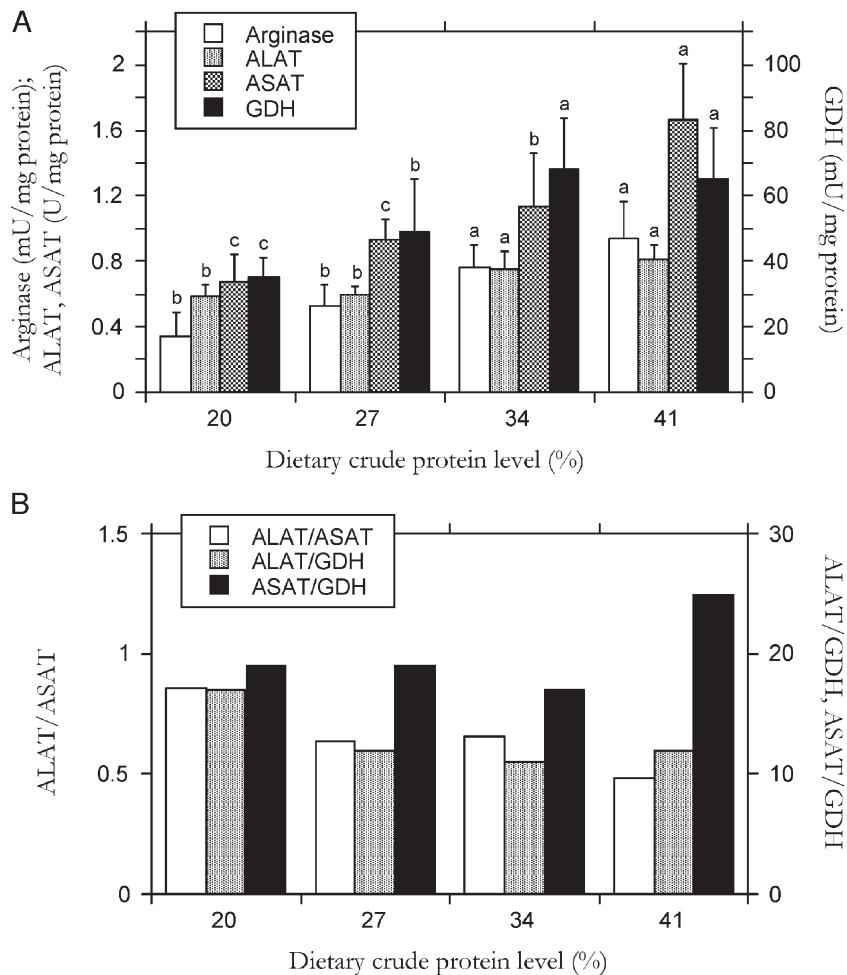 A
Arginase
ALAT
ASAT
GDH
Arginase (mU/mg protein);
ALAT, ASAT (U/mg protein)
2
1.6
1.2
0.8
0.4
0
100
80
60
40
20
0
GDH (mU/mg protein)
b b c c
b b c b
a a b a
a a a a
20 27 34 41
Dietary crude protein level (%)
B
ALAT/ASAT
ALAT/GDH
ASAT/GDH
ALAT/ASAT
1.5
1
0.5
0
30
20
10
0
ALAT/GDH, ASAT/GDH
20 27 34 41
Dietary crude protein level (%)